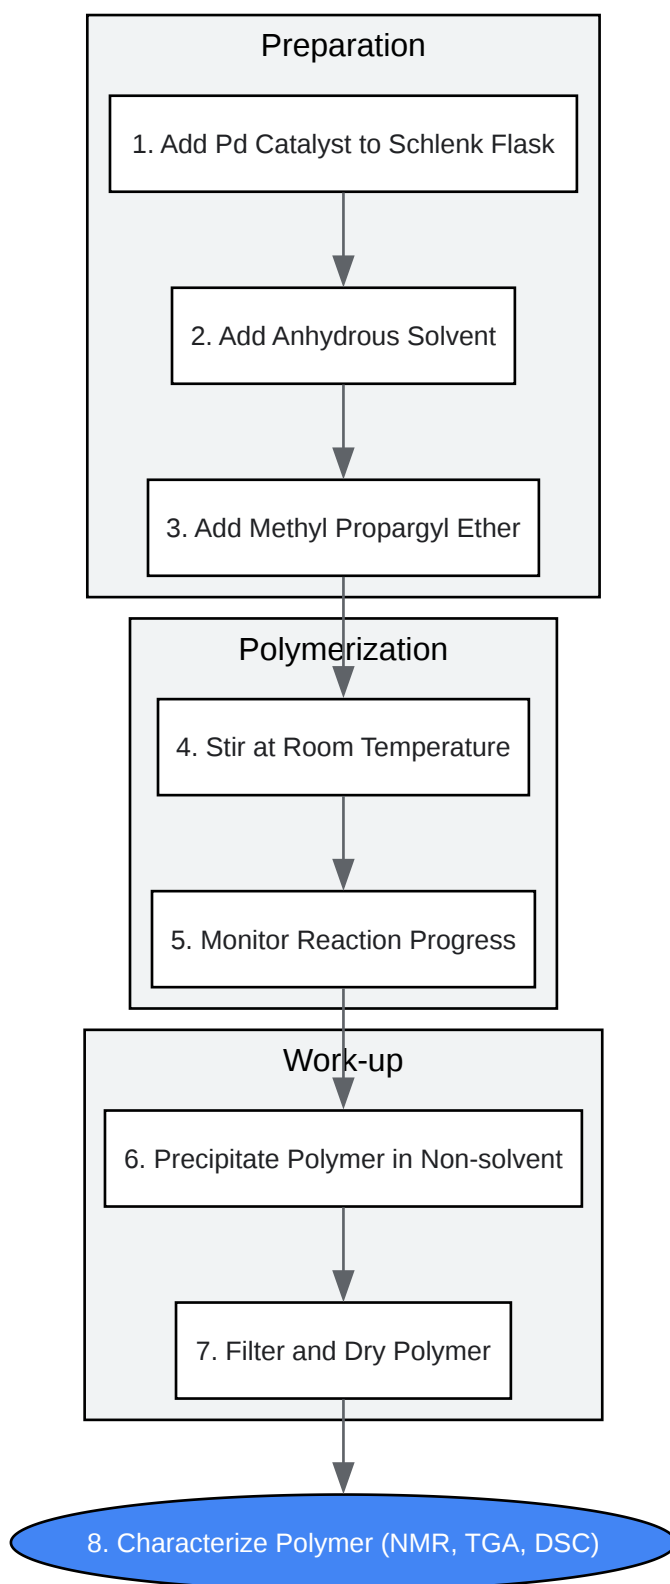 Preparation
1. Add Pd Catalyst to Schlenk Flask
2. Add Anhydrous Solvent
3. Add Methyl Propargyl Ether
Polymerization
4. Stir at Room Temperature
5. Monitor Reaction Progress
Work-up
6. Precipitate Polymer in Non-solvent
7. Filter and Dry Polymer
8. Characterize Polymer (NMR, TGA, DSC)